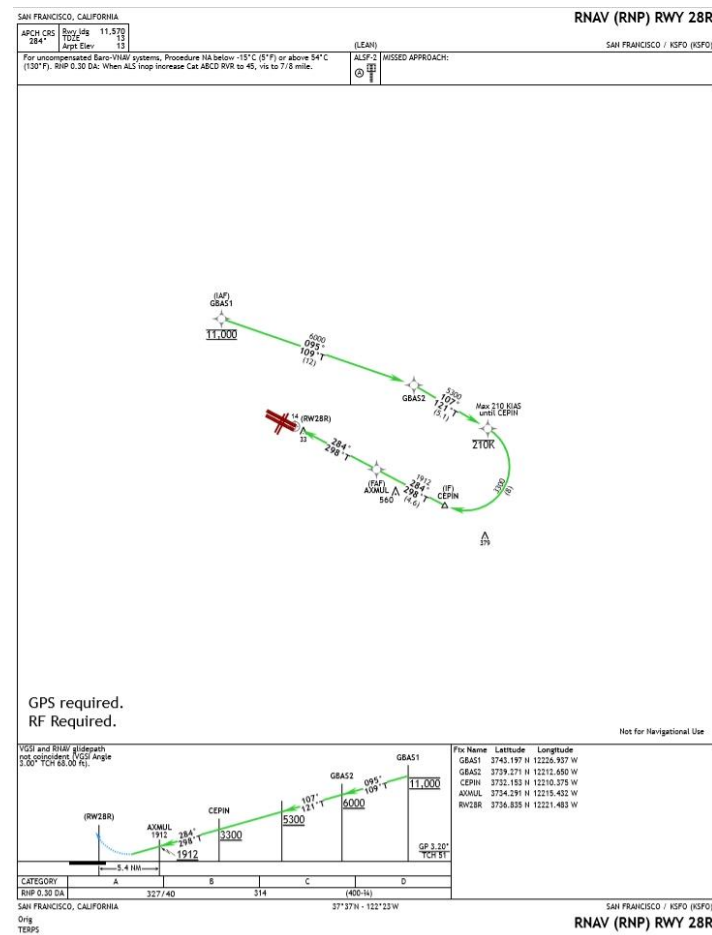 SAN FRANCISCO, CALIFORNIA
RNAV (RNP) RWY 28R
APCH CRS
284°
Rwy ldg 11,570
TDZE 13
Arpt Elev 13
(LEAN)
SAN FRANCISCO / KSFO (KSFO)
For uncompensated Baro-VNAV systems, Procedure NA below -15°C (5°F) or above 54°C
(130°F). RNP 0.30 DA: When ALS inop increase Cat ABCD RVR to 45, vis to 7/8 mile.
ALSF-2
A
MISSED APPROACH:
(IAF)
GBAS1
11,000
6000
095°
109°T
(12)
GBAS2
5300
107°
121°T
(5.1)
Max 210 KIAS
until CEPIN
210K
14 (RW28R)
33
284°
298°T
(FAF)
AXMUL
560
1912
284°
298°T
(4.6)
(IF)
CEPIN
3300
(8)
379
GPS required.
RF Required.
Not for Navigational Use
VGSI and RNAV glidepath
not coincident (VGSI Angle
3.00° TCH 68.00 ft).
(RW28R)
AXMUL
1912
284°
298°T
1912
CEPIN
3300
107°
121°T
5300
GBAS2
6000
095°
109°T
GBAS1
11,000
GP 3.20°
TCH 51
5.4 NM
Fix Name Latitude Longitude
GBAS1 3743.197 N 12226.937 W
GBAS2 3739.271 N 12212.650 W
CEPIN 3732.153 N 12210.375 W
AXMUL 3734.291 N 12215.432 W
RW28R 3736.835 N 12221.483 W
CATEGORY A B C D
RNP 0.30 DA 327/40 314 (400-¾)
SAN FRANCISCO, CALIFORNIA
37°37'N - 122°23'W
SAN FRANCISCO / KSFO (KSFO)
Orig
TERPS
RNAV (RNP) RWY 28R